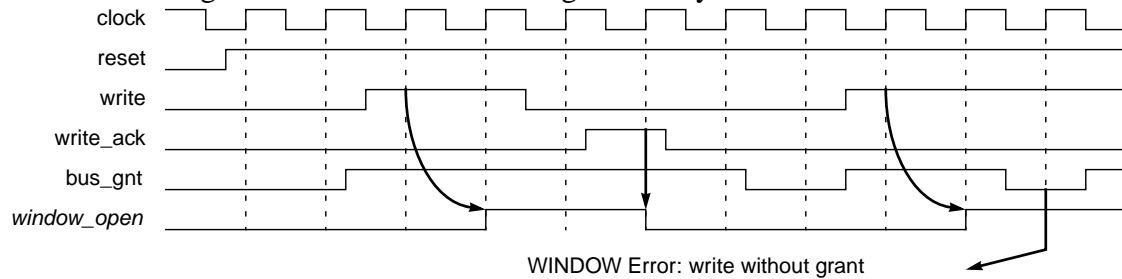 clock
reset
write
write_ack
bus_gnt
window_open
WINDOW Error: write without grant